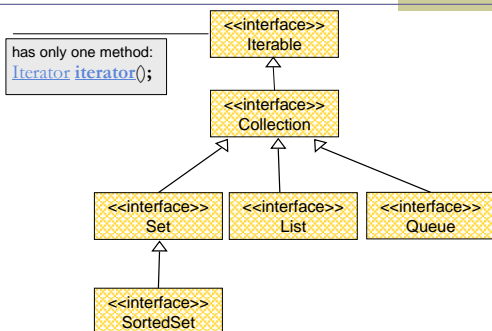 <<interface>>
Iterable
has only one method:
Iterator iterator();
<<interface>>
Collection
<<interface>>
Set
<<interface>>
List
<<interface>>
Queue
<<interface>>
SortedSet